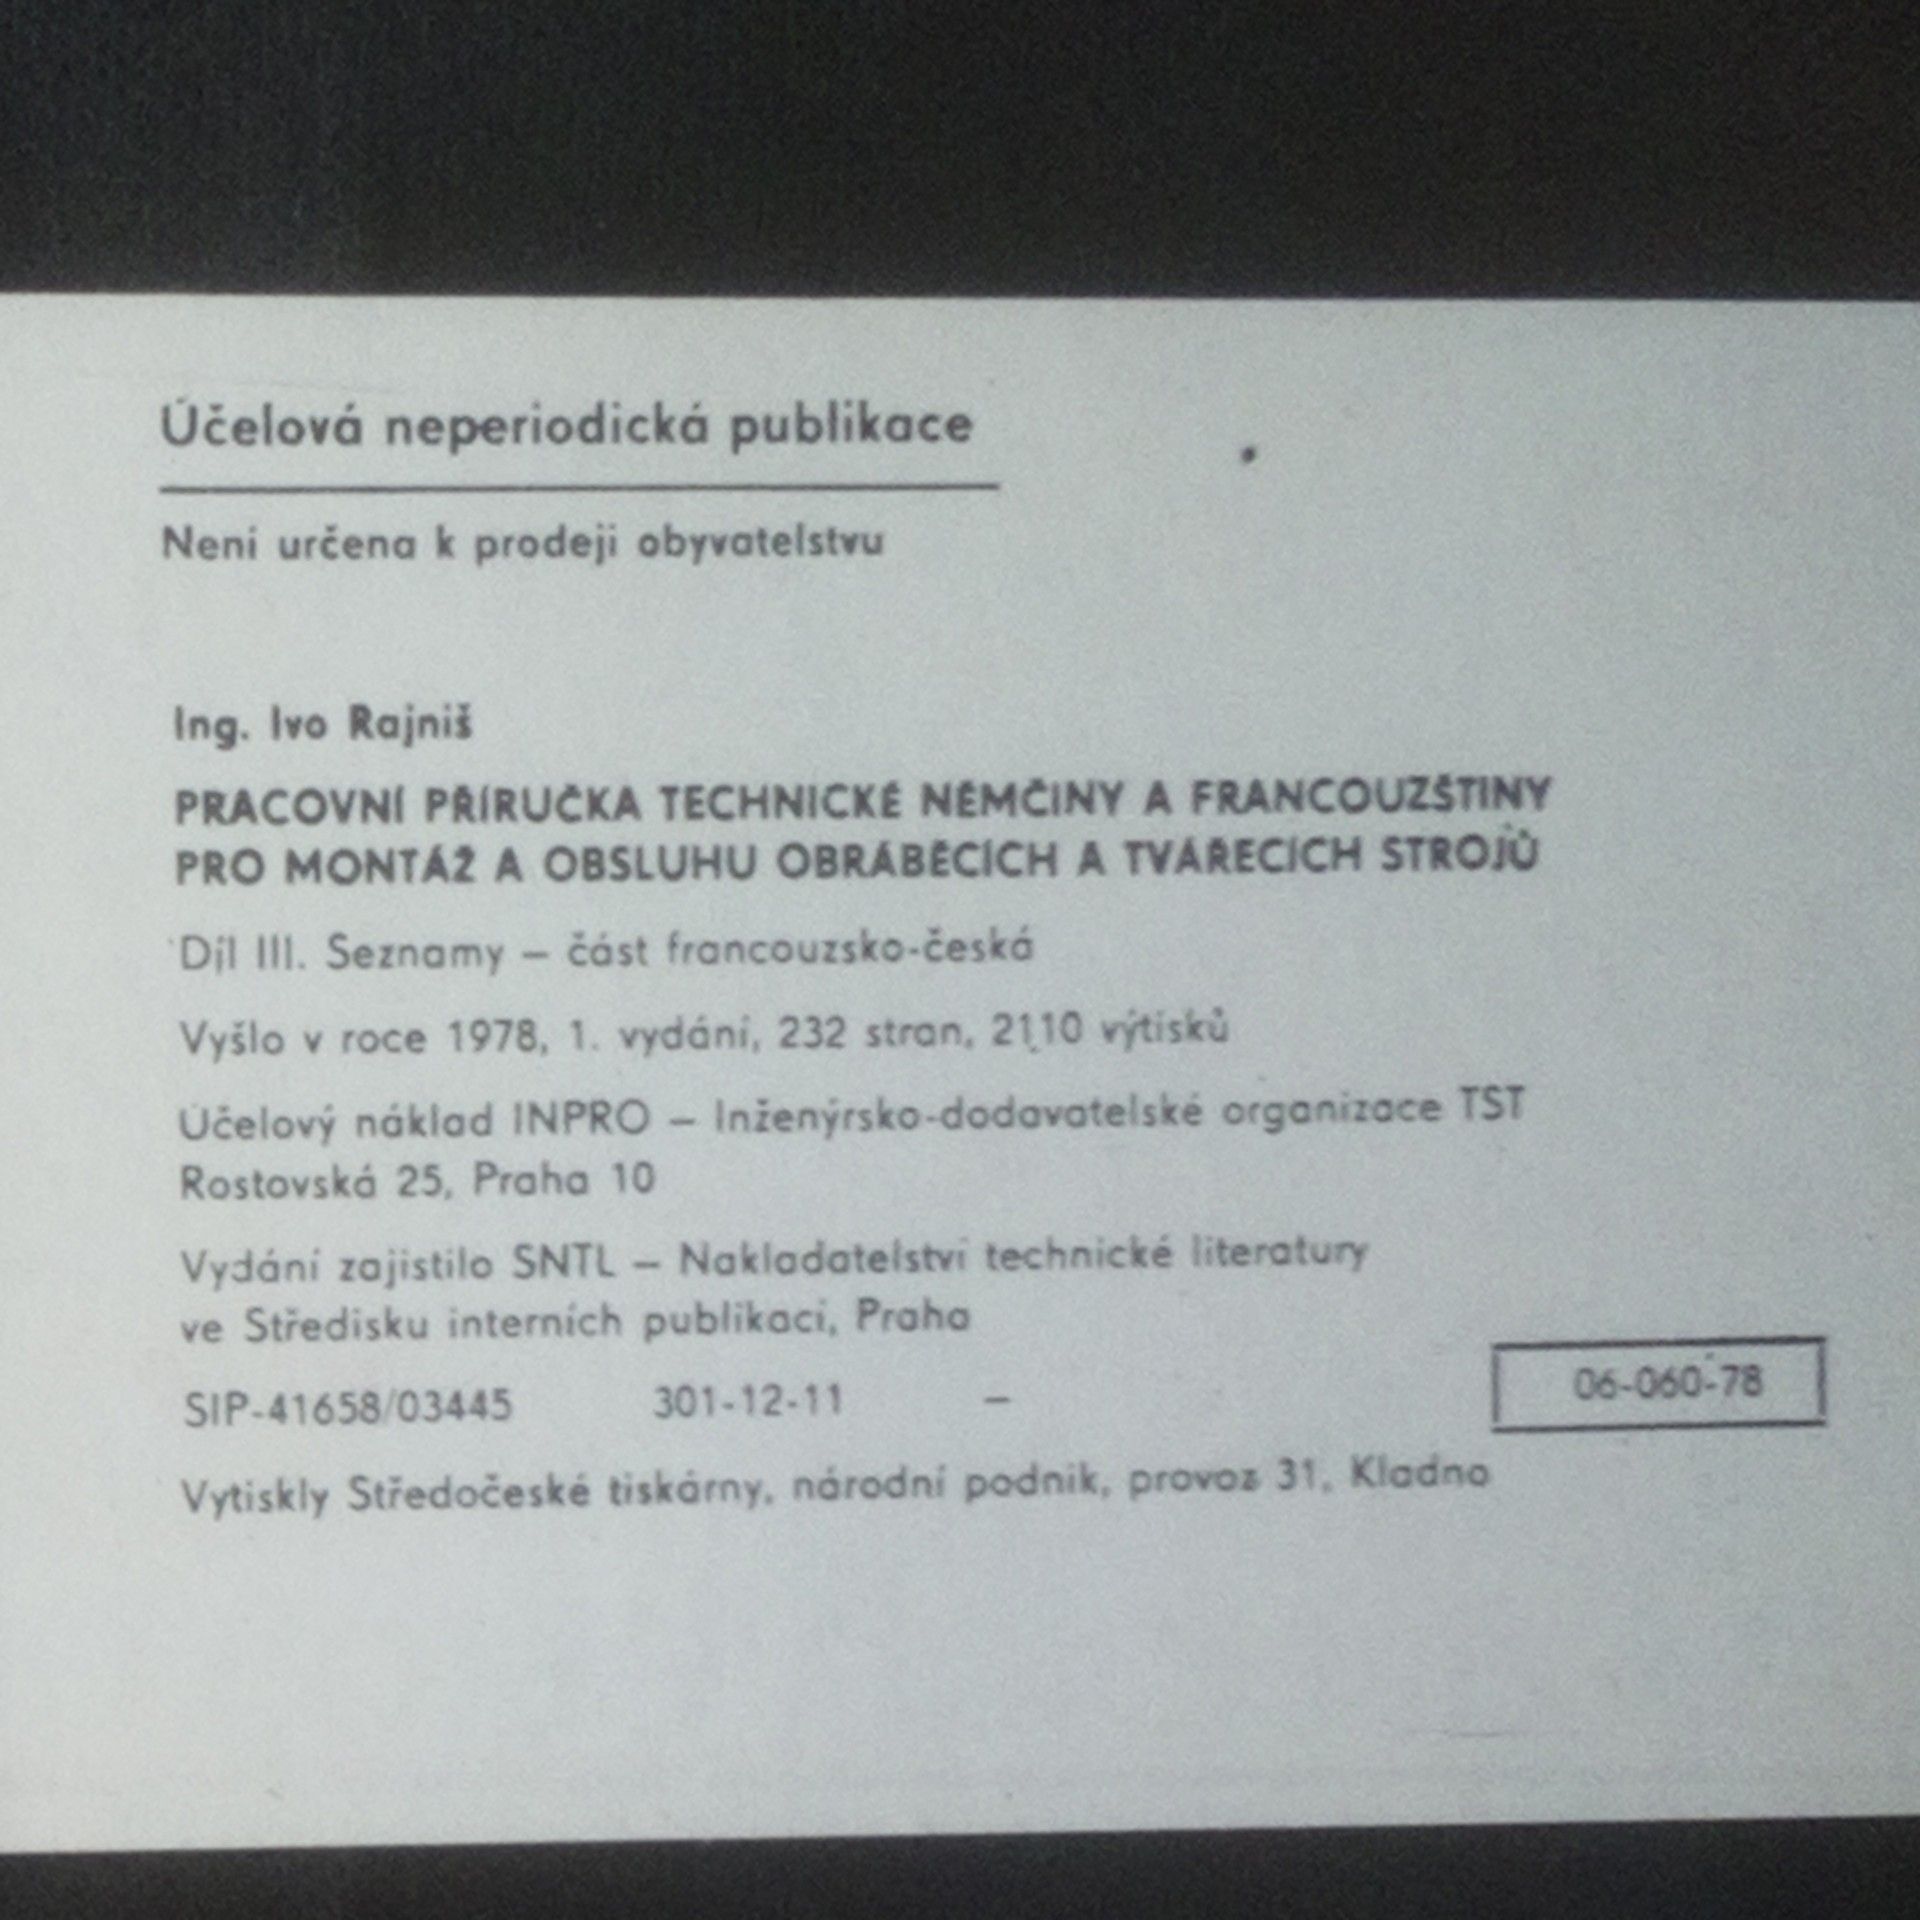 Účelová neperiodická publikace
Není určena k prodeji obyvatelstvu
Ing. Ivo Rajniš
PRACOVNÍ PŘÍRUČKA TECHNICKÉ NĚMČINY A FRANCOUZŠTINY
PRO MONTÁŽ A OBSLUHU OBRÁBĚCÍCH A TVÁŘECÍCH STROJŮ
Díl III. Seznamy – část francouzsko-česká
Vyšlo v roce 1978, 1. vydání, 232 stran, 2110 výtisků
Účelový náklad INPRO – Inženýrsko-dodavatelské organizace TST
Rostovská 25, Praha 10
Vydání zajistilo SNTL – Nakladatelství technické literatury
ve Středisku interních publikací, Praha
SIP-41658/03445 301-12-11 –
06-060-78
Vytiskly Středočeské tiskárny, národní podnik, provoz 31, Kladno